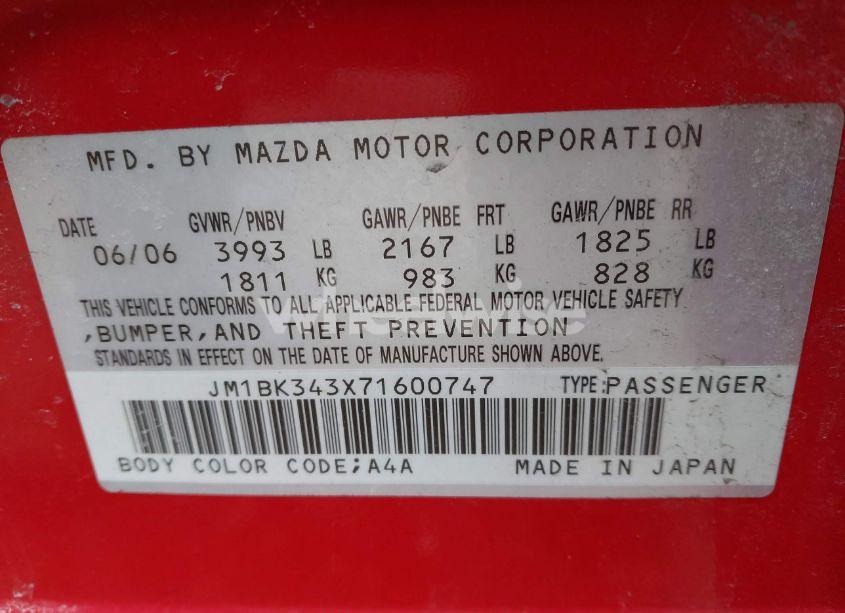 MFD. BY MAZDA MOTOR CORPORATION
DATE GVWR/PNBV GAWR/PNBE FRT GAWR/PNBE RR
06/06 3993 LB 2167 LB 1825 LB
1811 KG 983 KG 828 KG
THIS VEHICLE CONFORMS TO ALL APPLICABLE FEDERAL MOTOR VEHICLE SAFETY
,BUMPER,AND THEFT PREVENTION
STANDARDS IN EFFECT ON THE DATE OF MANUFACTURE SHOWN ABOVE.
JM1BK343X71600747 TYPE:PASSENGER
BODY COLOR CODE;A4A MADE IN JAPAN